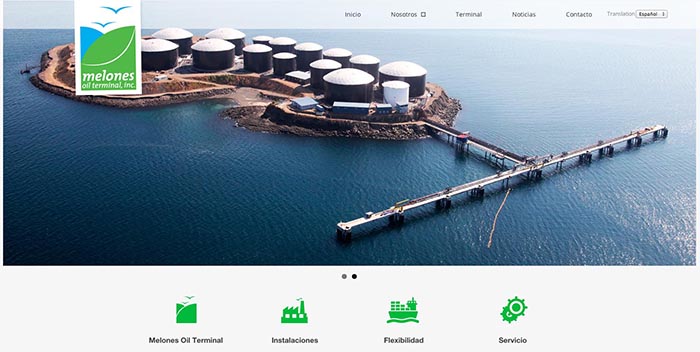 Inicio Nosotros Terminal Noticias Contacto Translation Español
melones
oil terminal, inc.
Melones Oil Terminal Instalaciones Flexibilidad Servicio